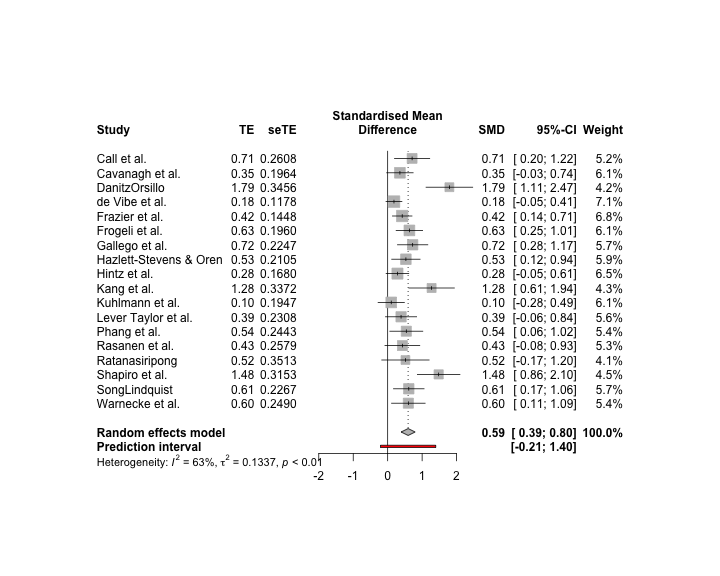 Standardised Mean
Study TE seTE Difference SMD 95%-CI Weight
Call et al. 0.71 0.2608 0.71 [ 0.20; 1.22] 5.2%
Cavanagh et al. 0.35 0.1964 0.35 [-0.03; 0.74] 6.1%
DanitzOrsillo 1.79 0.3456 1.79 [ 1.11; 2.47] 4.2%
de Vibe et al. 0.18 0.1178 0.18 [-0.05; 0.41] 7.1%
Frazier et al. 0.42 0.1448 0.42 [ 0.14; 0.71] 6.8%
Frogeli et al. 0.63 0.1960 0.63 [ 0.25; 1.01] 6.1%
Gallego et al. 0.72 0.2247 0.72 [ 0.28; 1.17] 5.7%
Hazlett-Stevens & Oren 0.53 0.2105 0.53 [ 0.12; 0.94] 5.9%
Hintz et al. 0.28 0.1680 0.28 [-0.05; 0.61] 6.5%
Kang et al. 1.28 0.3372 1.28 [ 0.61; 1.94] 4.3%
Kuhlmann et al. 0.10 0.1947 0.10 [-0.28; 0.49] 6.1%
Lever Taylor et al. 0.39 0.2308 0.39 [-0.06; 0.84] 5.6%
Phang et al. 0.54 0.2443 0.54 [ 0.06; 1.02] 5.4%
Rasanen et al. 0.43 0.2579 0.43 [-0.08; 0.93] 5.3%
Ratanasiripong 0.52 0.3513 0.52 [-0.17; 1.20] 4.1%
Shapiro et al. 1.48 0.3153 1.48 [ 0.86; 2.10] 4.5%
SongLindquist 0.61 0.2267 0.61 [ 0.17; 1.06] 5.7%
Warnecke et al. 0.60 0.2490 0.60 [ 0.11; 1.09] 5.4%
Random effects model 0.59 [ 0.39; 0.80] 100.0%
Prediction interval [-0.21; 1.40]
Heterogeneity: I² = 63%, τ² = 0.1337, p < 0.01
-2 -1 0 1 2